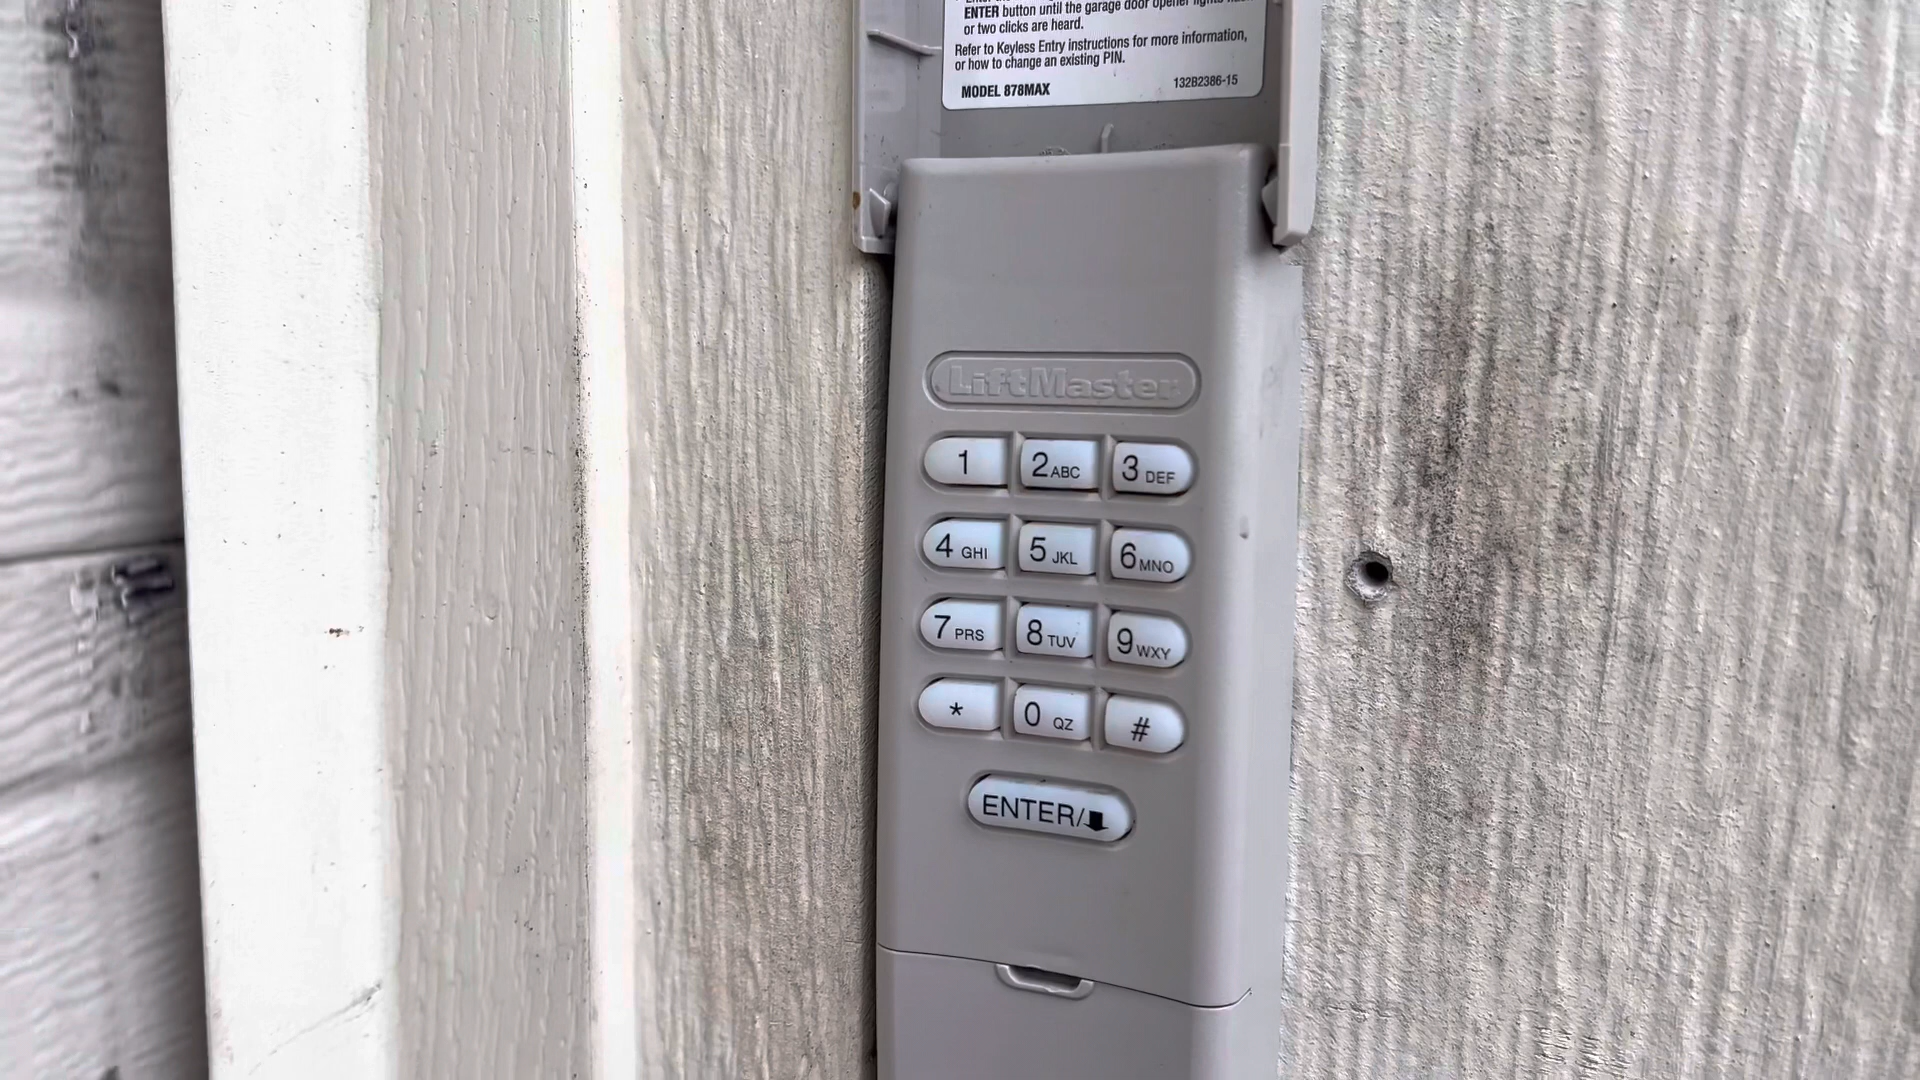 ENTER button until the garage door opener lights
or two clicks are heard.
Refer to Keyless Entry instructions for more information,
or how to change an existing PIN.
MODEL 878MAX 132B2386-15
LiftMaster
1 2 ABC 3 DEF
4 GHI 5 JKL 6 MNO
7 PRS 8 TUV 9 WXY
* 0 QZ #
ENTER/⬇